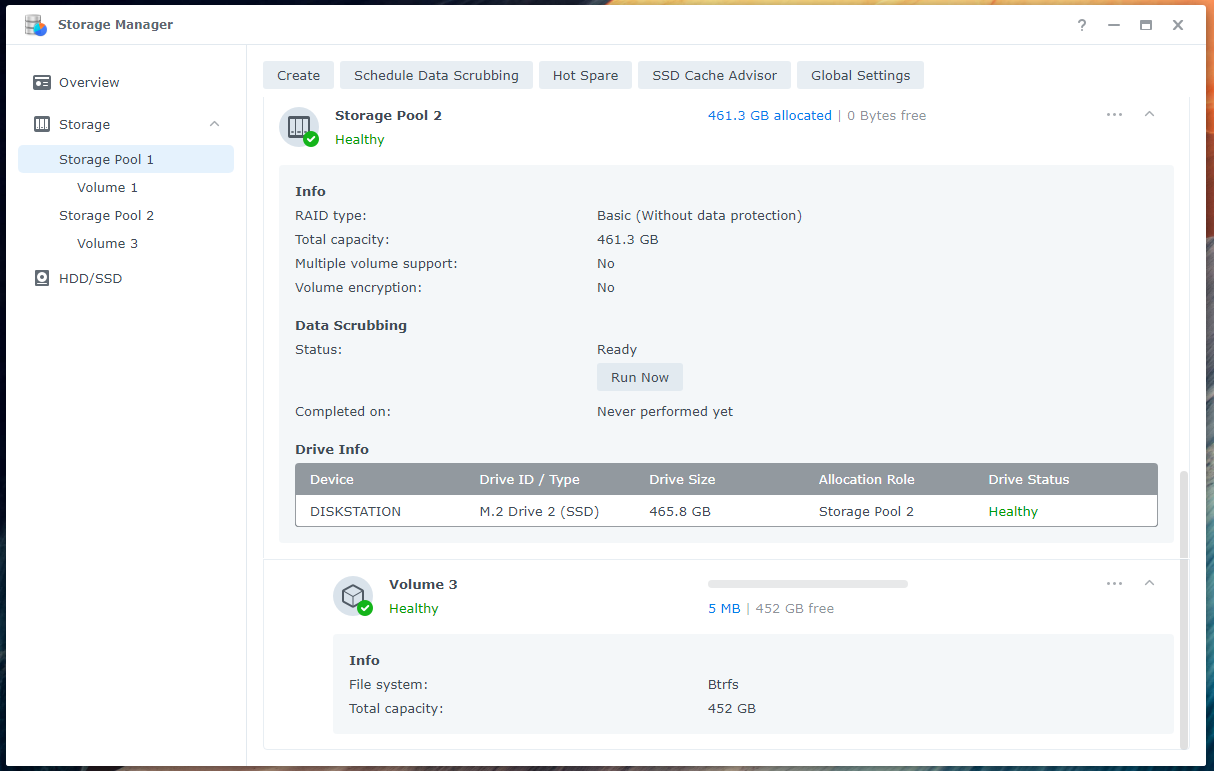 Storage Manager
?
Overview
Storage
Storage Pool 1
Volume 1
Storage Pool 2
Volume 3
HDD/SSD
Create Schedule Data Scrubbing Hot Spare SSD Cache Advisor Global Settings
Storage Pool 2 461.3 GB allocated | 0 Bytes free
Healthy
Info
RAID type: Basic (Without data protection)
Total capacity: 461.3 GB
Multiple volume support: No
Volume encryption: No
Data Scrubbing
Status: Ready
Run Now
Completed on: Never performed yet
Drive Info
Device Drive ID / Type Drive Size Allocation Role Drive Status
DISKSTATION M.2 Drive 2 (SSD) 465.8 GB Storage Pool 2 Healthy
Volume 3
Healthy 5 MB | 452 GB free
Info
File system: Btrfs
Total capacity: 452 GB